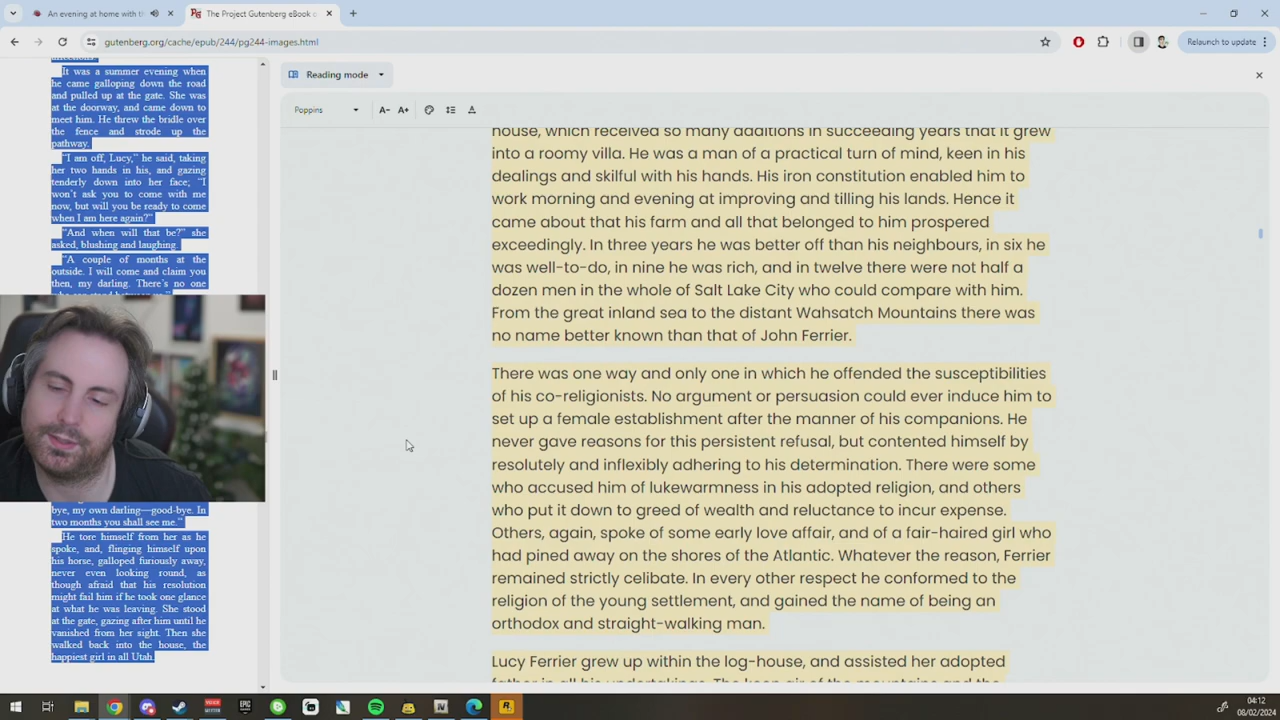 An evening at home with th
The Project Gutenberg eBook o
gutenberg.org/cache/epub/244/pg244-images.html
Relaunch to update
It was a summer evening when
he came galloping down the road
and pulled up at the gate. She was
at the doorway, and came down to
meet him. He threw the bridle over
the fence and strode up the
pathway.
“I am off, Lucy,” he said, taking
her two hands in his, and gazing
tenderly down into her face; “I
won’t ask you to come with me
now, but will you be ready to come
when I am here again?”
“And when will that be?” she
asked, blushing and laughing.
“A couple of months at the
outside. I will come and claim you
then, my darling. There’s no one
bye, my own darling—good-bye. In
two months you shall see me.”
He tore himself from her as he
spoke, and, flinging himself upon
his horse, galloped furiously away,
never even looking round, as
though afraid that his resolution
might fail him if he took one glance
at what he was leaving. She stood
at the gate, gazing after him until he
vanished from her sight. Then she
walked back into the house, the
happiest girl in all Utah.
Reading mode
Poppins
A- A+
house, which received so many additions in succeeding years that it grew
into a roomy villa. He was a man of a practical turn of mind, keen in his
dealings and skilful with his hands. His iron constitution enabled him to
work morning and evening at improving and tilling his lands. Hence it
came about that his farm and all that belonged to him prospered
exceedingly. In three years he was better off than his neighbours, in six he
was well-to-do, in nine he was rich, and in twelve there were not half a
dozen men in the whole of Salt Lake City who could compare with him.
From the great inland sea to the distant Wahsatch Mountains there was
no name better known than that of John Ferrier.
There was one way and only one in which he offended the susceptibilities
of his co-religionists. No argument or persuasion could ever induce him to
set up a female establishment after the manner of his companions. He
never gave reasons for this persistent refusal, but contented himself by
resolutely and inflexibly adhering to his determination. There were some
who accused him of lukewarmness in his adopted religion, and others
who put it down to greed of wealth and reluctance to incur expense.
Others, again, spoke of some early love affair, and of a fair-haired girl who
had pined away on the shores of the Atlantic. Whatever the reason, Ferrier
remained strictly celibate. In every other respect he conformed to the
religion of the young settlement, and gained the name of being an
orthodox and straight-walking man.
Lucy Ferrier grew up within the log-house, and assisted her adopted
04:12
08/02/2024